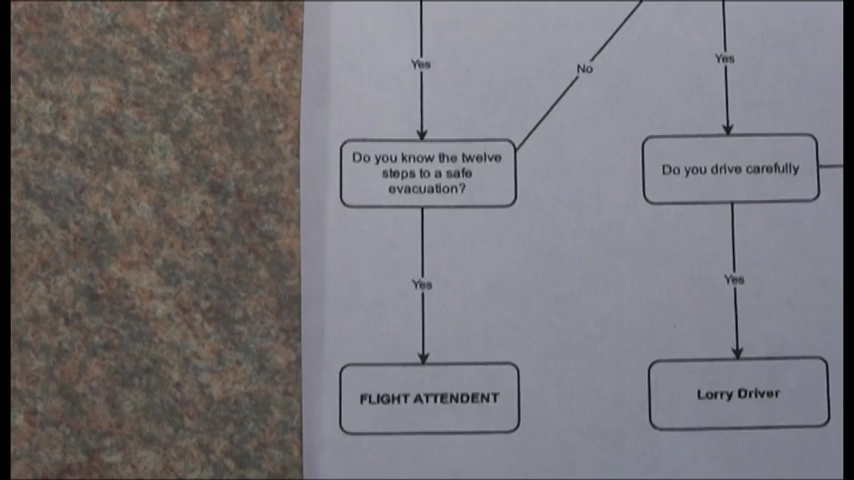 Yes
No
Yes
Do you know the twelve
steps to a safe
evacuation?
Do you drive carefully
Yes
Yes
FLIGHT ATTENDENT
Lorry Driver